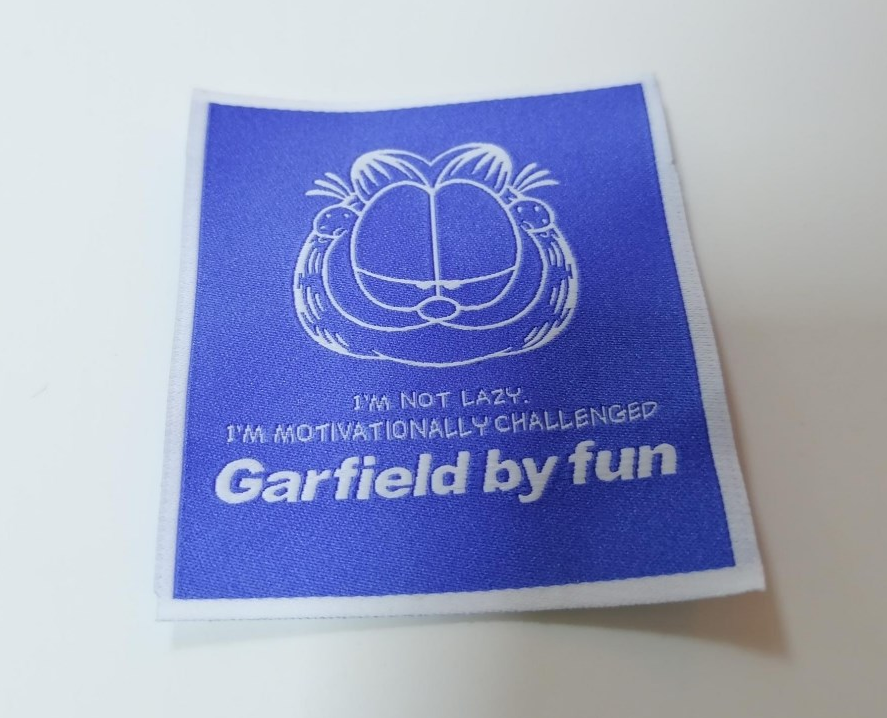 I'M NOT LAZY.
I'M MOTIVATIONALLY CHALLENGED
Garfield by fun